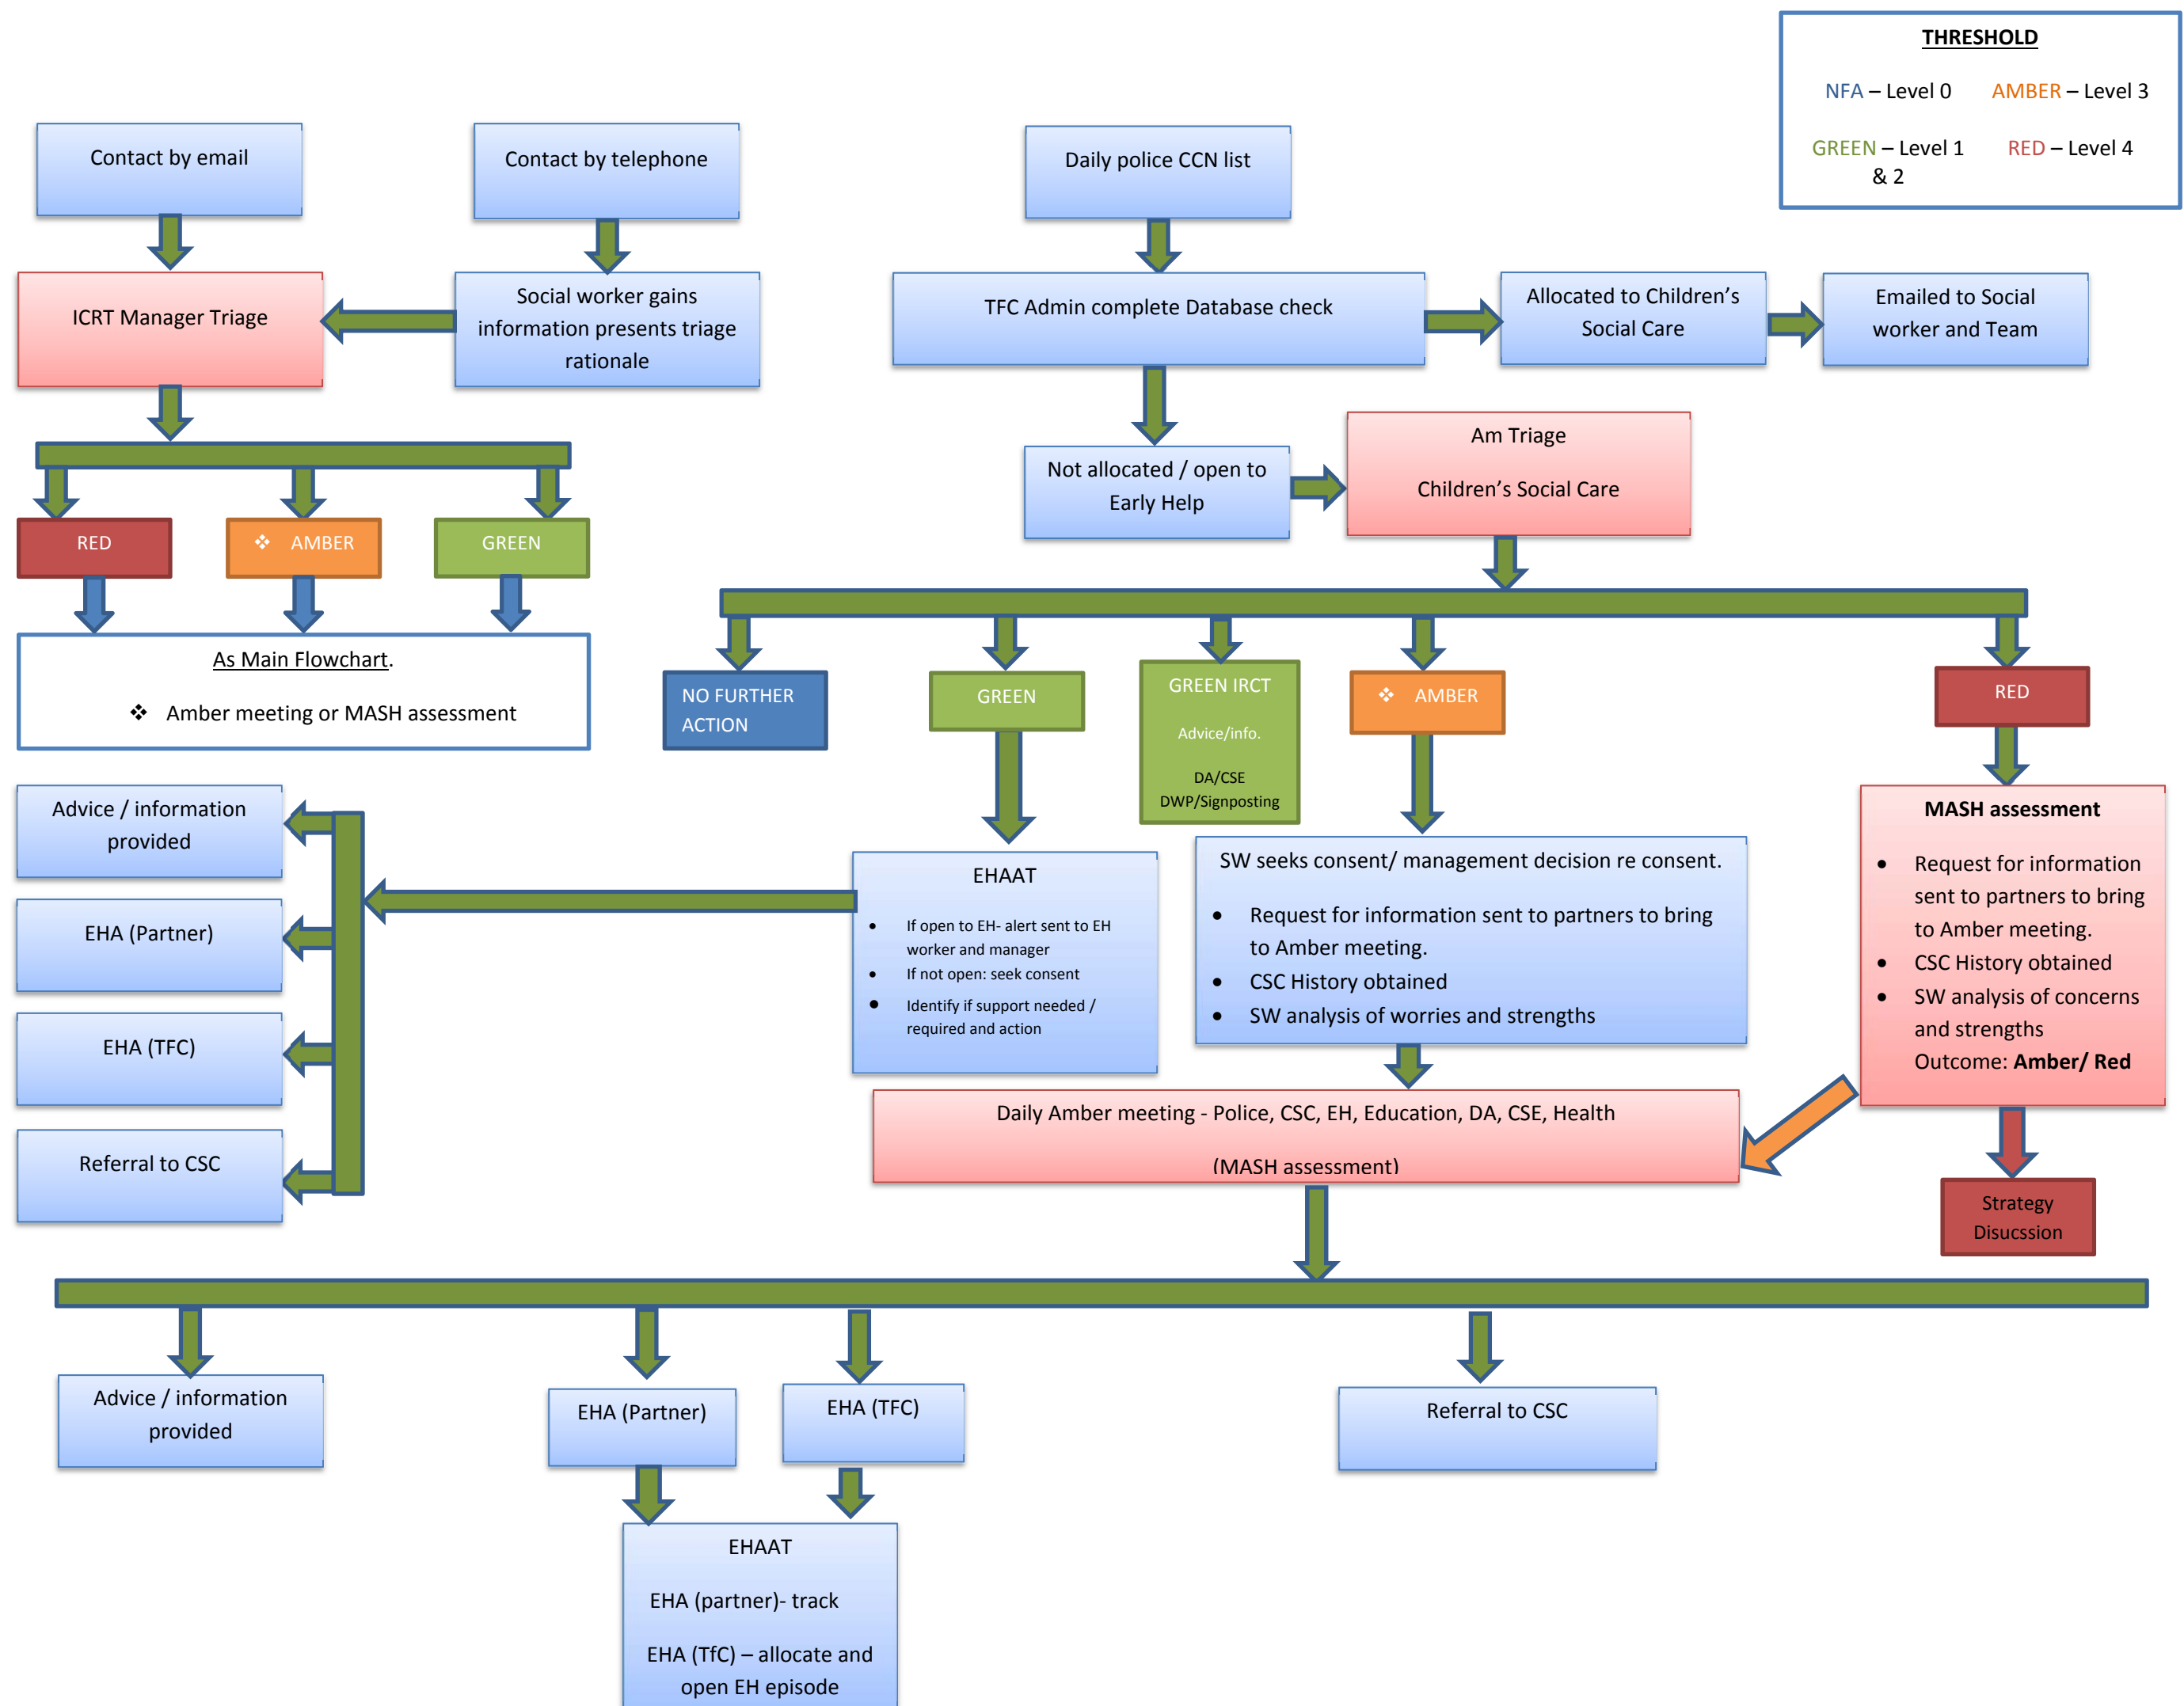 THRESHOLD
NFA – Level 0 AMBER – Level 3
GREEN – Level 1 RED – Level 4
& 2
Contact by email
Contact by telephone
Daily police CCN list
ICRT Manager Triage
Social worker gains
information presents triage
rationale
TFC Admin complete Database check
Allocated to Children’s
Social Care
Emailed to Social
worker and Team
Not allocated / open to
Early Help
Am Triage
Children’s Social Care
RED
❖ AMBER
GREEN
As Main Flowchart.
❖ Amber meeting or MASH assessment
NO FURTHER
ACTION
GREEN
GREEN IRCT
Advice/info.
DA/CSE
DWP/Signposting
❖ AMBER
RED
Advice / information
provided
EHA (Partner)
EHA (TFC)
Referral to CSC
EHAAT
• If open to EH- alert sent to EH
worker and manager
• If not open: seek consent
• Identify if support needed /
required and action
SW seeks consent/ management decision re consent.
• Request for information sent to partners to bring
to Amber meeting.
• CSC History obtained
• SW analysis of worries and strengths
MASH assessment
• Request for information
sent to partners to bring
to Amber meeting.
• CSC History obtained
• SW analysis of concerns
and strengths
Outcome: Amber/ Red
Daily Amber meeting - Police, CSC, EH, Education, DA, CSE, Health
(MASH assessment)
Strategy
Disucssion
Advice / information
provided
EHA (Partner)
EHA (TFC)
Referral to CSC
EHAAT
EHA (partner)- track
EHA (TfC) – allocate and
open EH episode